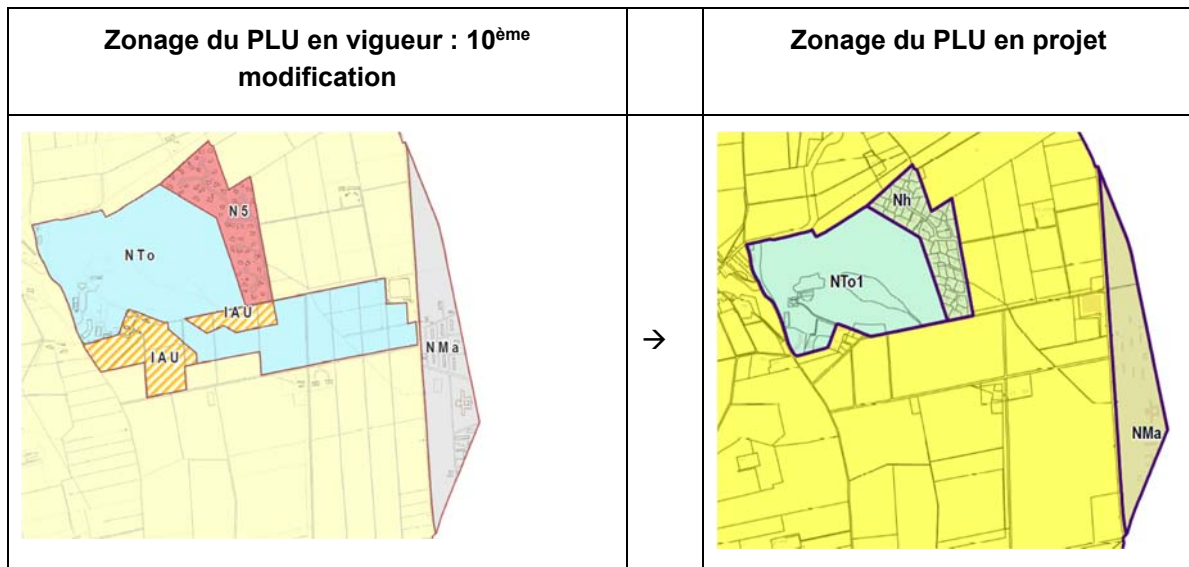 Zonage du PLU en vigueur : 10ème
modification
Zonage du PLU en projet
→
N5
NTo
IAU
IAU
NMa
Nh
NTo1
NMa